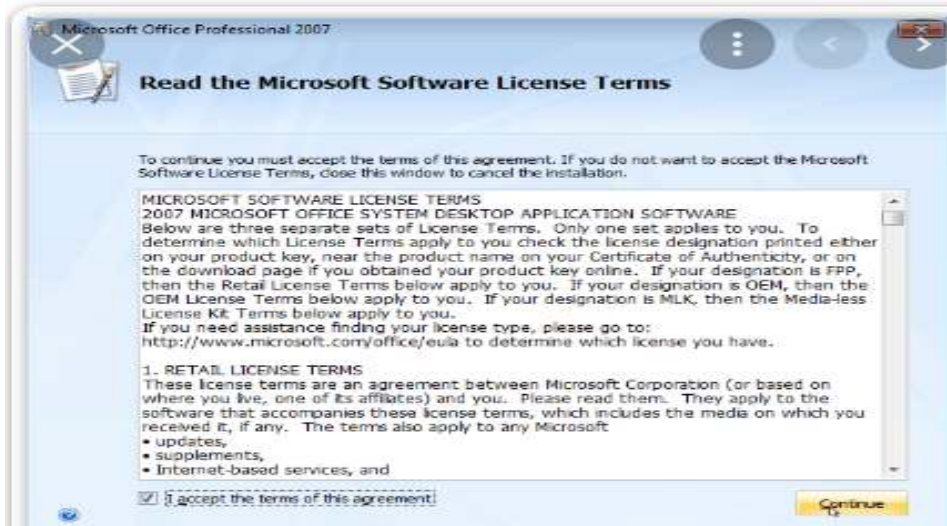 Microsoft Office Professional 2007
Read the Microsoft Software License Terms
To continue you must accept the terms of this agreement. If you do not want to accept the Microsoft
Software License Terms, close this window to cancel the installation.
MICROSOFT SOFTWARE LICENSE TERMS
2007 MICROSOFT OFFICE SYSTEM DESKTOP APPLICATION SOFTWARE
Below are three separate sets of License Terms. Only one set applies to you. To
determine which License Terms apply to you check the license designation printed either
on your product key, near the product name on your Certificate of Authenticity, or on
the download page if you obtained your product key online. If your designation is FPP,
then the Retail License Terms below apply to you. If your designation is OEM, then the
OEM License Terms below apply to you. If your designation is MLK, then the Media-less
License Kit Terms below apply to you.
If you need assistance finding your license type, please go to:
http://www.microsoft.com/office/eula to determine which license you have.
1. RETAIL LICENSE TERMS
These license terms are an agreement between Microsoft Corporation (or based on
where you live, one of its affiliates) and you. Please read them. They apply to the
software that accompanies these license terms, which includes the media on which you
received it, if any. The terms also apply to any Microsoft
• updates,
• supplements,
• Internet-based services, and
I accept the terms of this agreement
Continue